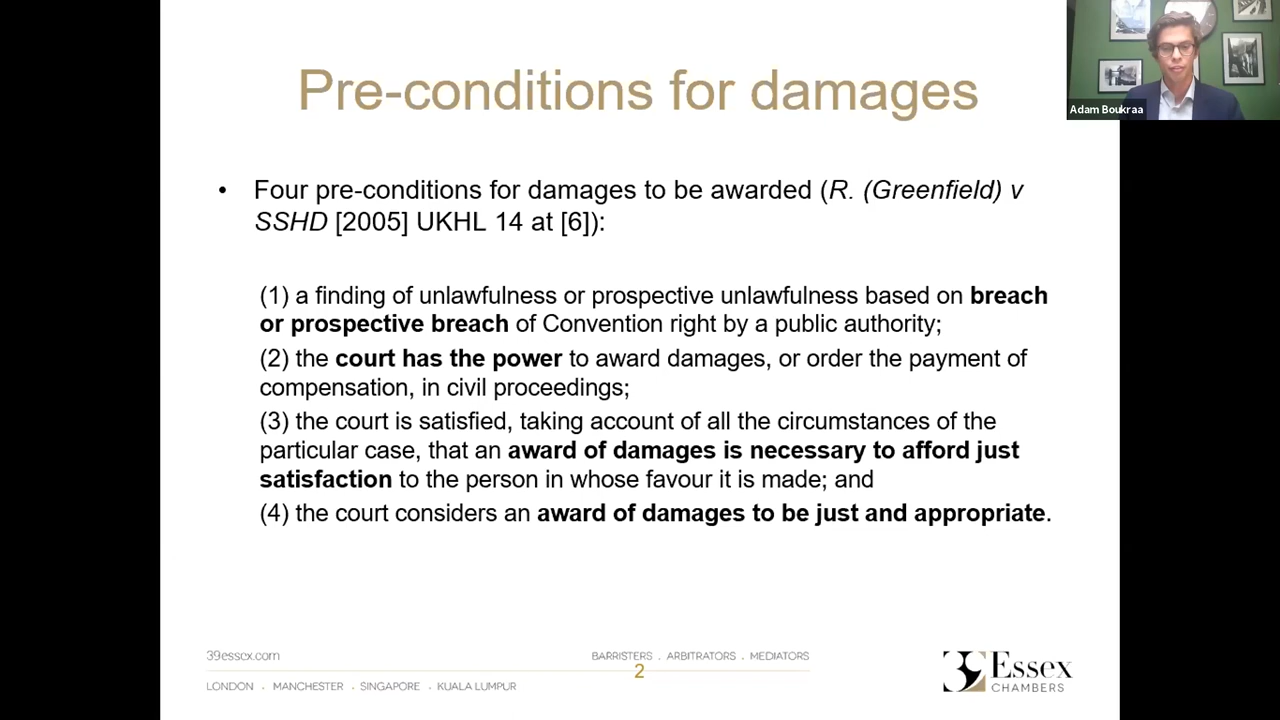 Pre-conditions for damages
Adam Boukraa
• Four pre-conditions for damages to be awarded (R. (Greenfield) v
SSHD [2005] UKHL 14 at [6]):
(1) a finding of unlawfulness or prospective unlawfulness based on breach
or prospective breach of Convention right by a public authority;
(2) the court has the power to award damages, or order the payment of
compensation, in civil proceedings;
(3) the court is satisfied, taking account of all the circumstances of the
particular case, that an award of damages is necessary to afford just
satisfaction to the person in whose favour it is made; and
(4) the court considers an award of damages to be just and appropriate.
39essex.com
BARRISTERS . ARBITRATORS . MEDIATORS
2
LONDON . MANCHESTER . SINGAPORE . KUALA LUMPUR
39 Essex
CHAMBERS